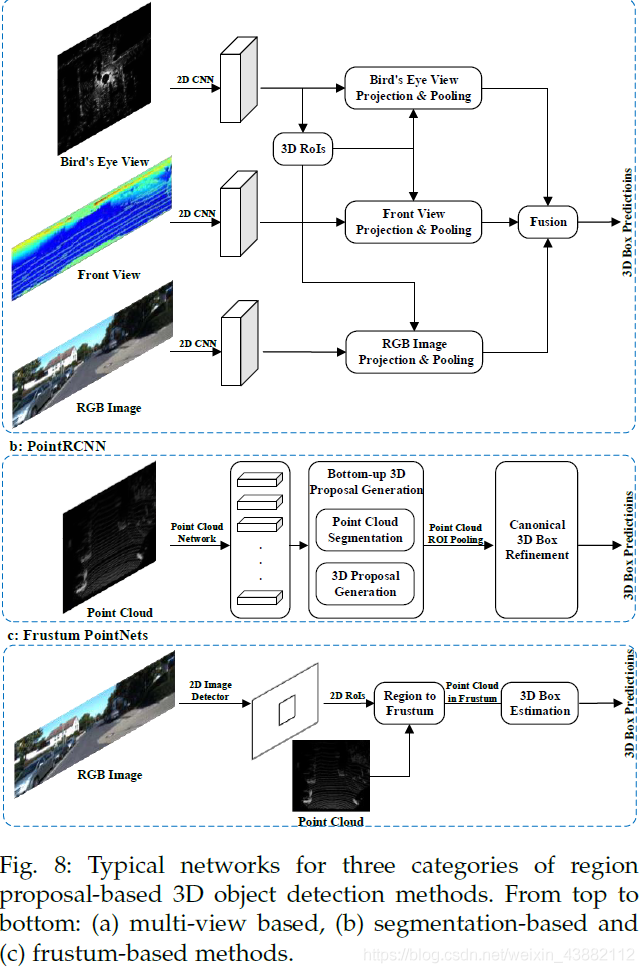 2D CNN
Bird's Eye View
Projection & Pooling
Bird's Eye View
3D RoIs
2D CNN
Front View
Projection & Pooling
Fusion
3D Box Predictioins
Front View
2D CNN
RGB Image
Projection & Pooling
RGB Image
b: PointRCNN
Point Cloud
Network
Bottom-up 3D
Proposal Generation
Point Cloud
Segmentation
3D Proposal
Generation
Point Cloud
ROI Pooling
Canonical
3D Box
Refinement
3D Box Predictioins
Point Cloud
c: Frustum PointNets
2D Image
Detector
2D RoIs
Region to
Frustum
Point Cloud
in Frustum
3D Box
Estimation
3D Box Predictioins
RGB Image
Point Cloud
Fig. 8: Typical networks for three categories of region
proposal-based 3D object detection methods. From top to
bottom: (a) multi-view based, (b) segmentation-based and
(c) frustum-based methods.
https://blog.csdn.net/weixin_43882112